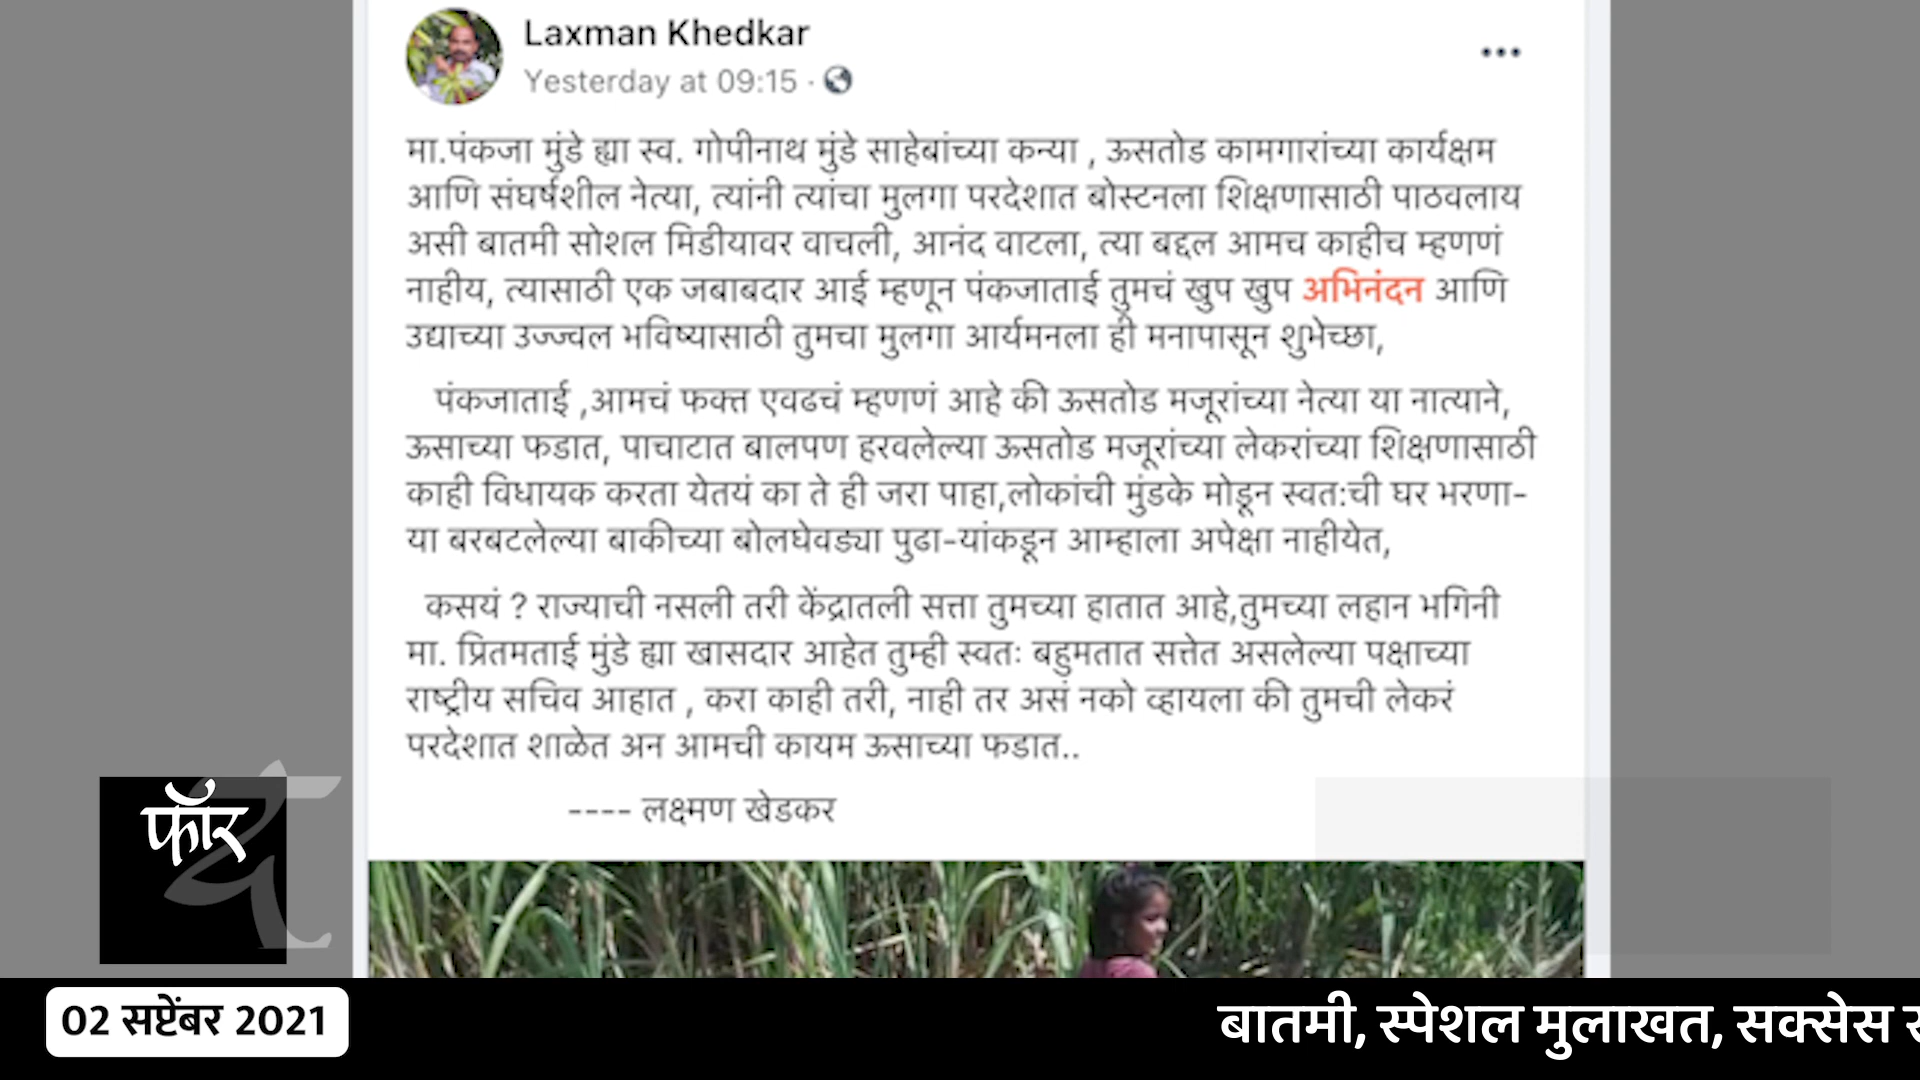 Laxman Khedkar
Yesterday at 09:15 ·
मा.पंकजा मुंडे ह्या स्व. गोपीनाथ मुंडे साहेबांच्या कन्या , ऊसतोड कामगारांच्या कार्यक्षम
आणि संघर्षशील नेत्या, त्यांनी त्यांचा मुलगा परदेशात बोस्टनला शिक्षणासाठी पाठवलाय
असी बातमी सोशल मिडीयावर वाचली, आनंद वाटला, त्या बद्दल आमच काहीच म्हणणं
नाहीय, त्यासाठी एक जबाबदार आई म्हणून पंकजाताई तुमचं खुप खुप अभिनंदन आणि
उद्याच्या उज्ज्वल भविष्यासाठी तुमचा मुलगा आर्यमनला ही मनापासून शुभेच्छा,
पंकजाताई ,आमचं फक्त एवढचं म्हणणं आहे की ऊसतोड मजूरांच्या नेत्या या नात्याने,
ऊसाच्या फडात, पाचाटात बालपण हरवलेल्या ऊसतोड मजूरांच्या लेकरांच्या शिक्षणासाठी
काही विधायक करता येतयं का ते ही जरा पाहा,लोकांची मुंडके मोडून स्वत:ची घर भरणा-
या बरबटलेल्या बाकीच्या बोलघेवड्या पुढा-यांकडून आम्हाला अपेक्षा नाहीयेत,
कसयं ? राज्याची नसली तरी केंद्रातली सत्ता तुमच्या हातात आहे,तुमच्या लहान भगिनी
मा. प्रितमताई मुंडे ह्या खासदार आहेत तुम्ही स्वतः बहुमतात सत्तेत असलेल्या पक्षाच्या
राष्ट्रीय सचिव आहात , करा काही तरी, नाही तर असं नको व्हायला की तुमची लेकरं
परदेशात शाळेत अन आमची कायम ऊसाच्या फडात..
---- लक्ष्मण खेडकर
फॉर
द
02 सप्टेंबर 2021
बातमी, स्पेशल मुलाखत, सक्सेस